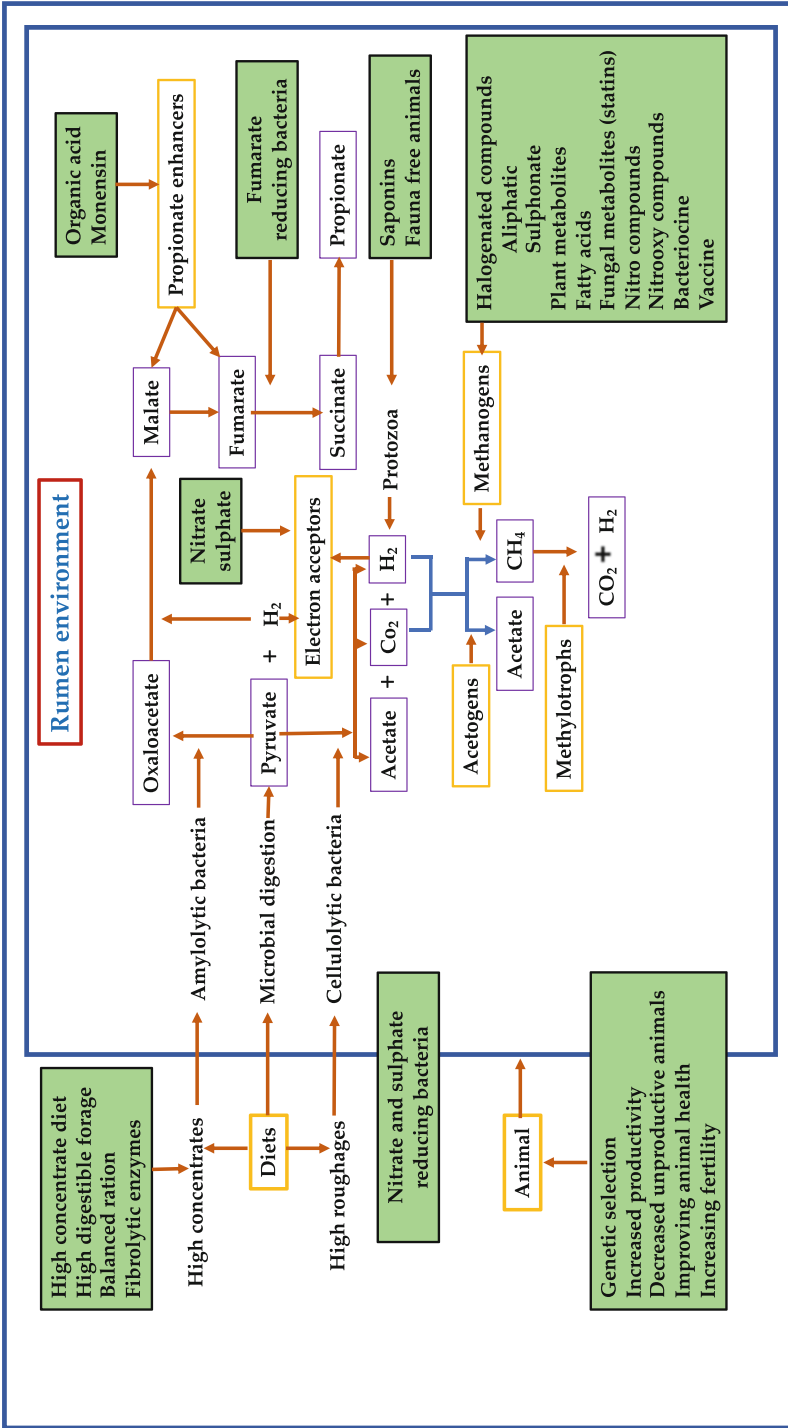 Rumen environment
High concentrate diet
High digestible forage
Balanced ration
Fibrolytic enzymes
High concentrates
Diets
High roughages
Nitrate and sulphate
reducing bacteria
Animal
Genetic selection
Increased productivity
Decreased unproductive animals
Improving animal health
Increasing fertility
Amylolytic bacteria
Microbial digestion
Cellulolytic bacteria
Oxaloacetate
Pyruvate + H₂
Nitrate
sulphate
Electron acceptors
Acetate + Co₂ + H₂
Acetogens
Acetate
CH₄
Methylotrophs
CO₂ + H₂
Organic acid
Monensin
Propionate enhancers
Malate
Fumarate
Fumarate
reducing bacteria
Succinate
Propionate
Protozoa
Saponins
Fauna free animals
Methanogens
Halogenated compounds
Aliphatic
Sulphonate
Plant metabolites
Fatty acids
Fungal metabolites (statins)
Nitro compounds
Nitrooxy compounds
Bacteriocine
Vaccine